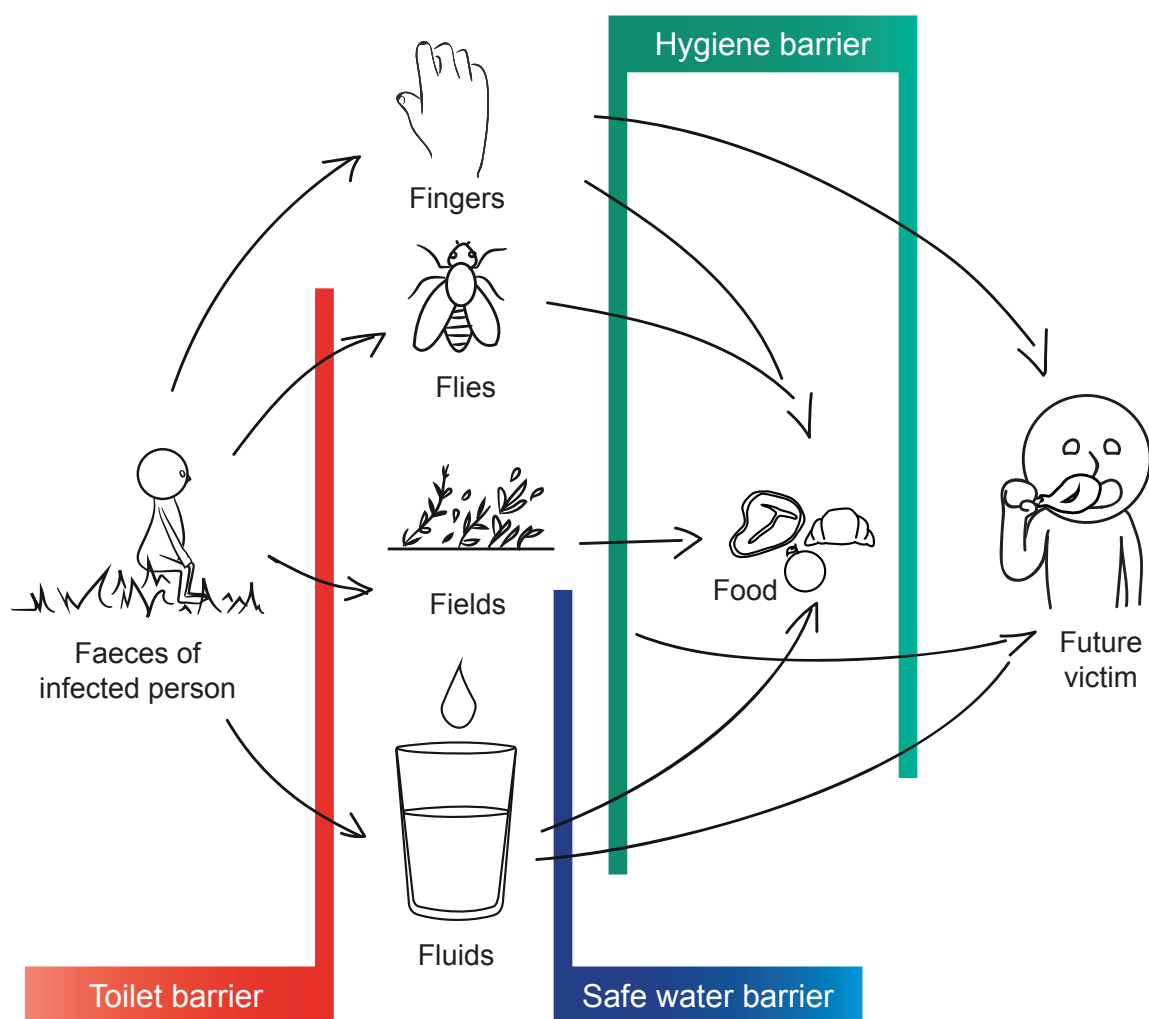 Hygiene barrier
Fingers
Flies
Fields
Food
Faeces of
infected person
Future
victim
Fluids
Toilet barrier
Safe water barrier